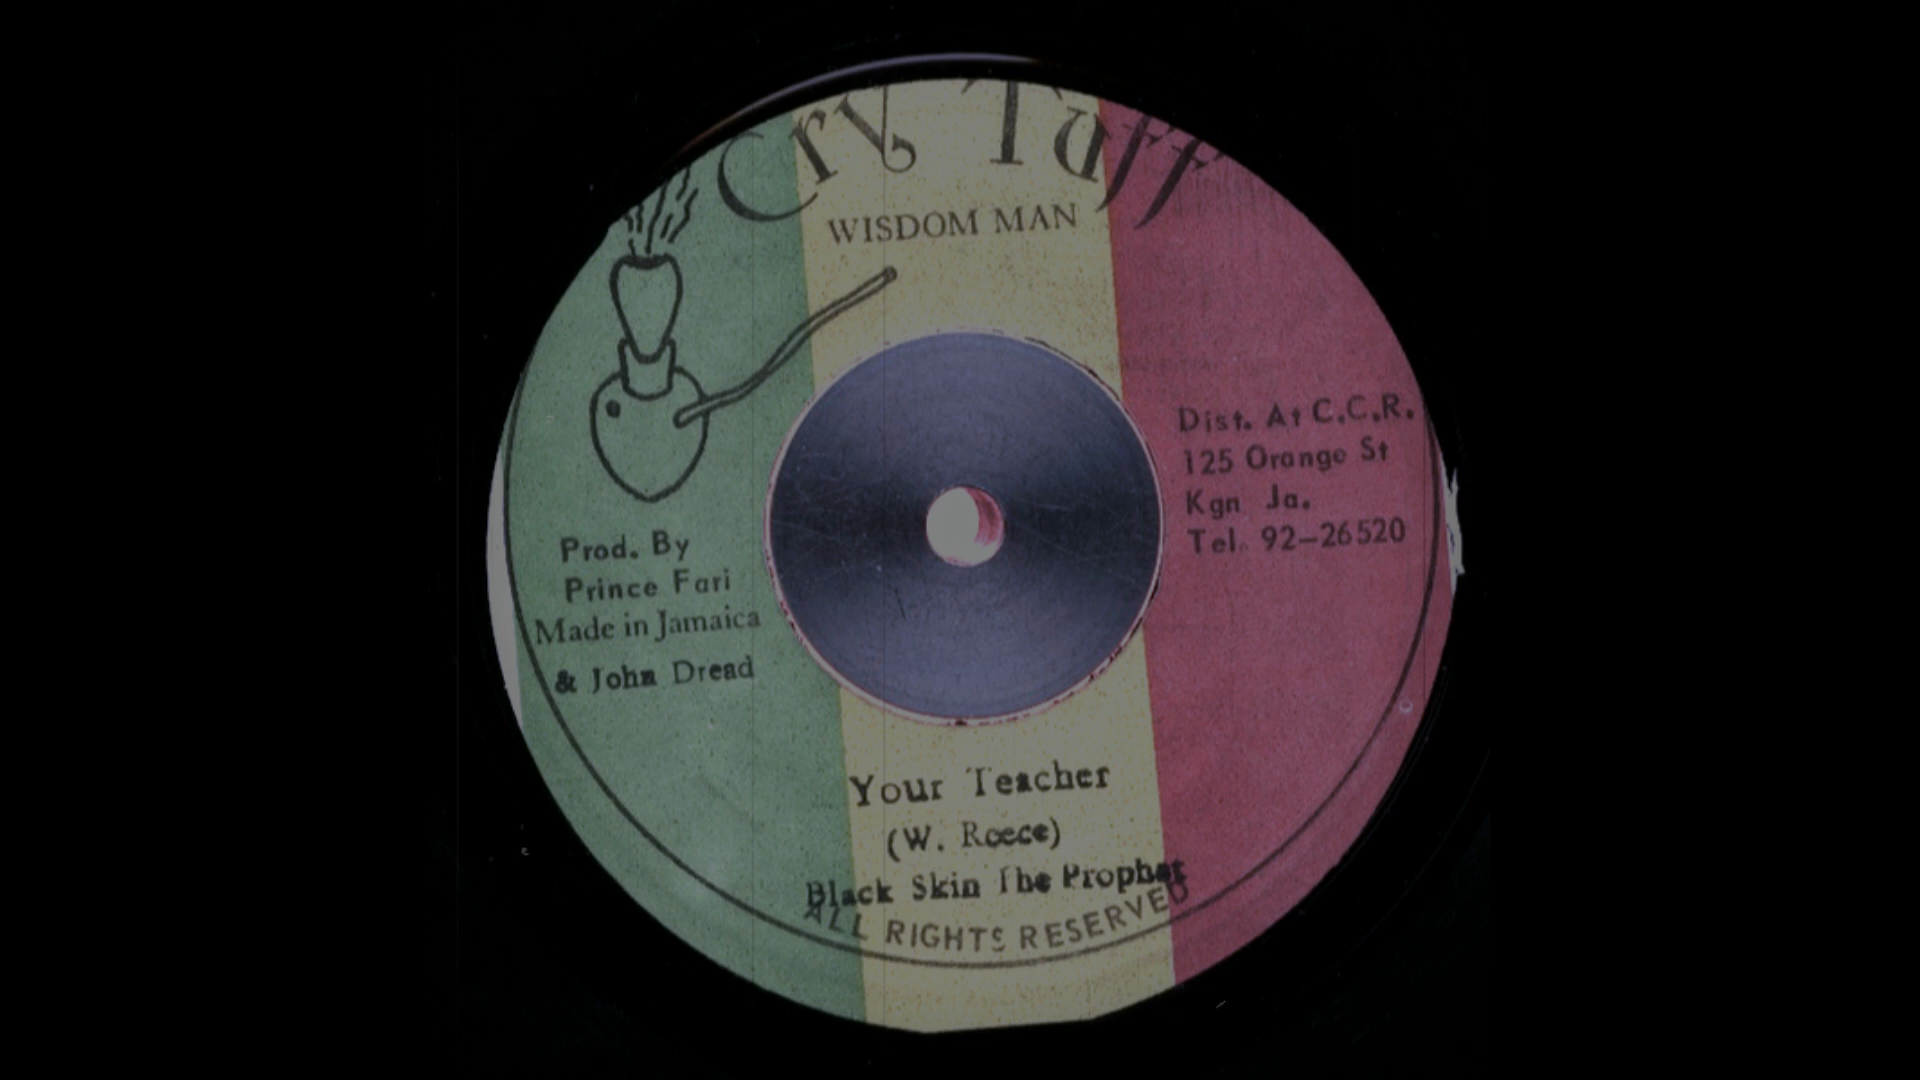 Cry Tuff
WISDOM MAN
Dist. At C.C.R.
125 Orange St
Kgn Ja.
Tel. 92-26520
Prod. By
Prince Fari
Made in Jamaica
& John Dread
Your Teacher
(W. Reece)
Black Skin The Prophet
ALL RIGHTS RESERVED